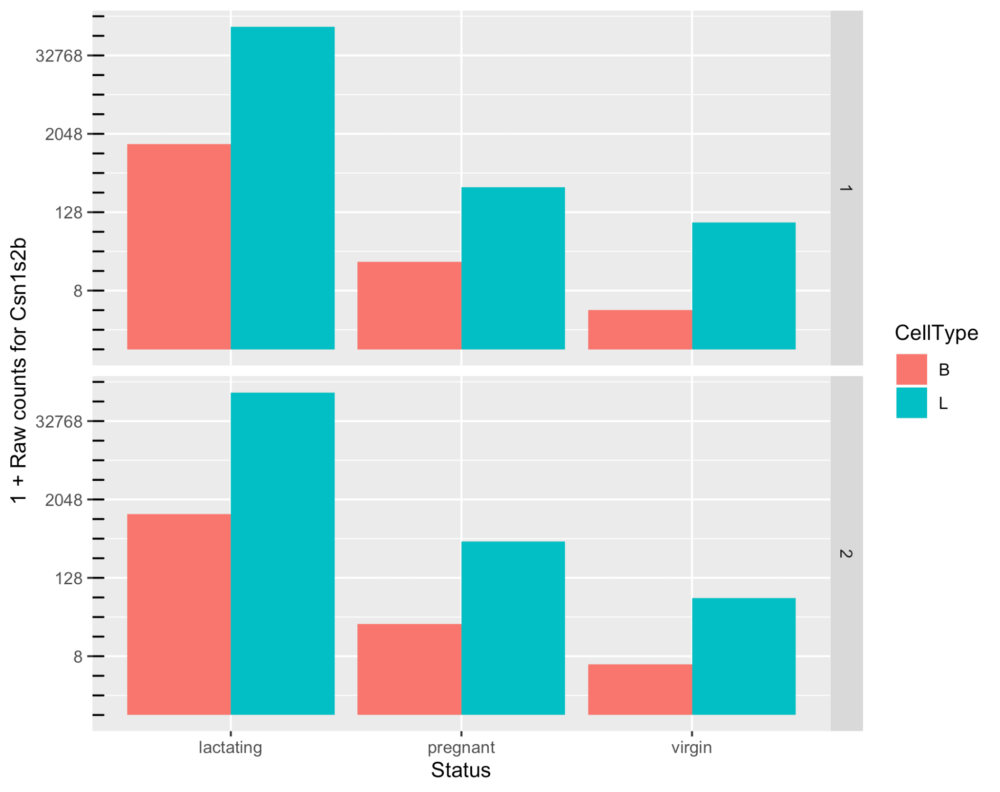 1 + Raw counts for Csn1s2b
32768
2048
128
8
1
32768
2048
128
8
2
lactating
pregnant
virgin
Status
CellType
B
L